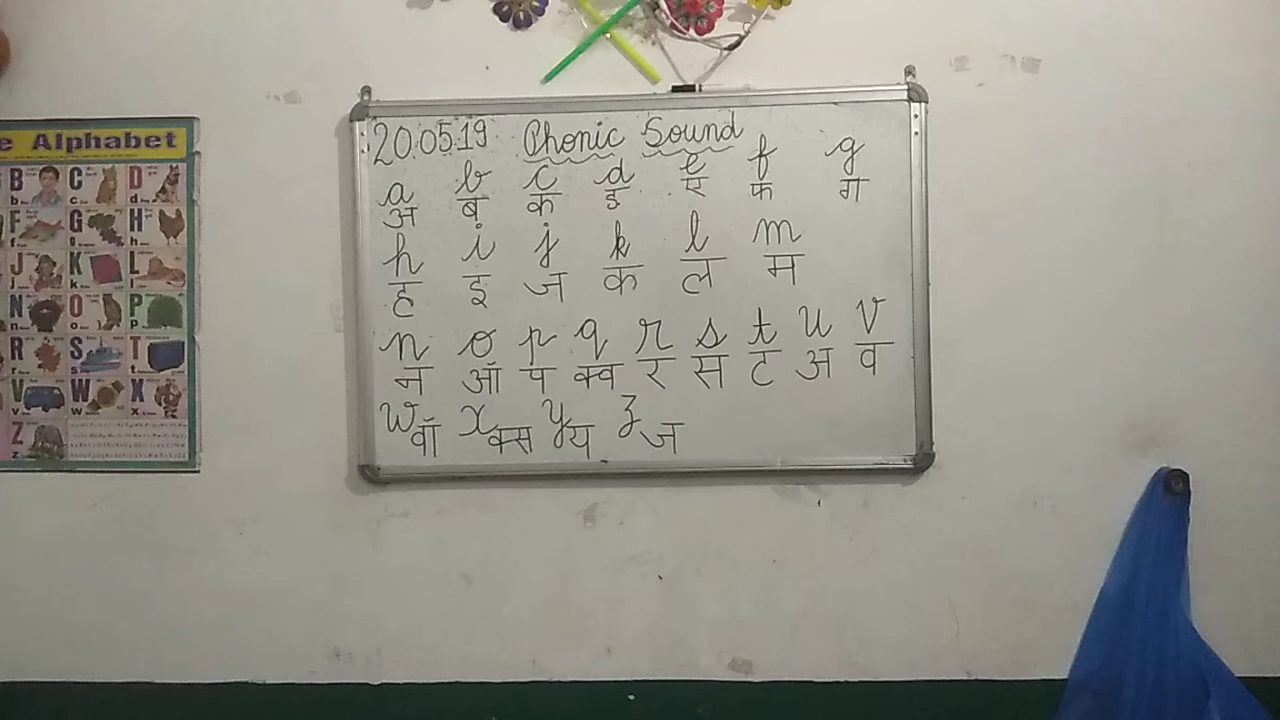 e Alphabet
B C D
b c d
F G H
f g h
J K L
j k l
N O P
n o p
R S T
r s t
V W X
v w x
Z
z
20.05.19 Phonic Sound
a b c d e f g
अ ब क ड ए फ ग
h i j k l m
ह इ ज क ल म
n o p q r s t u v
न ऑ प क्व र स ट अ व
w वॉ x क्स y य z ज